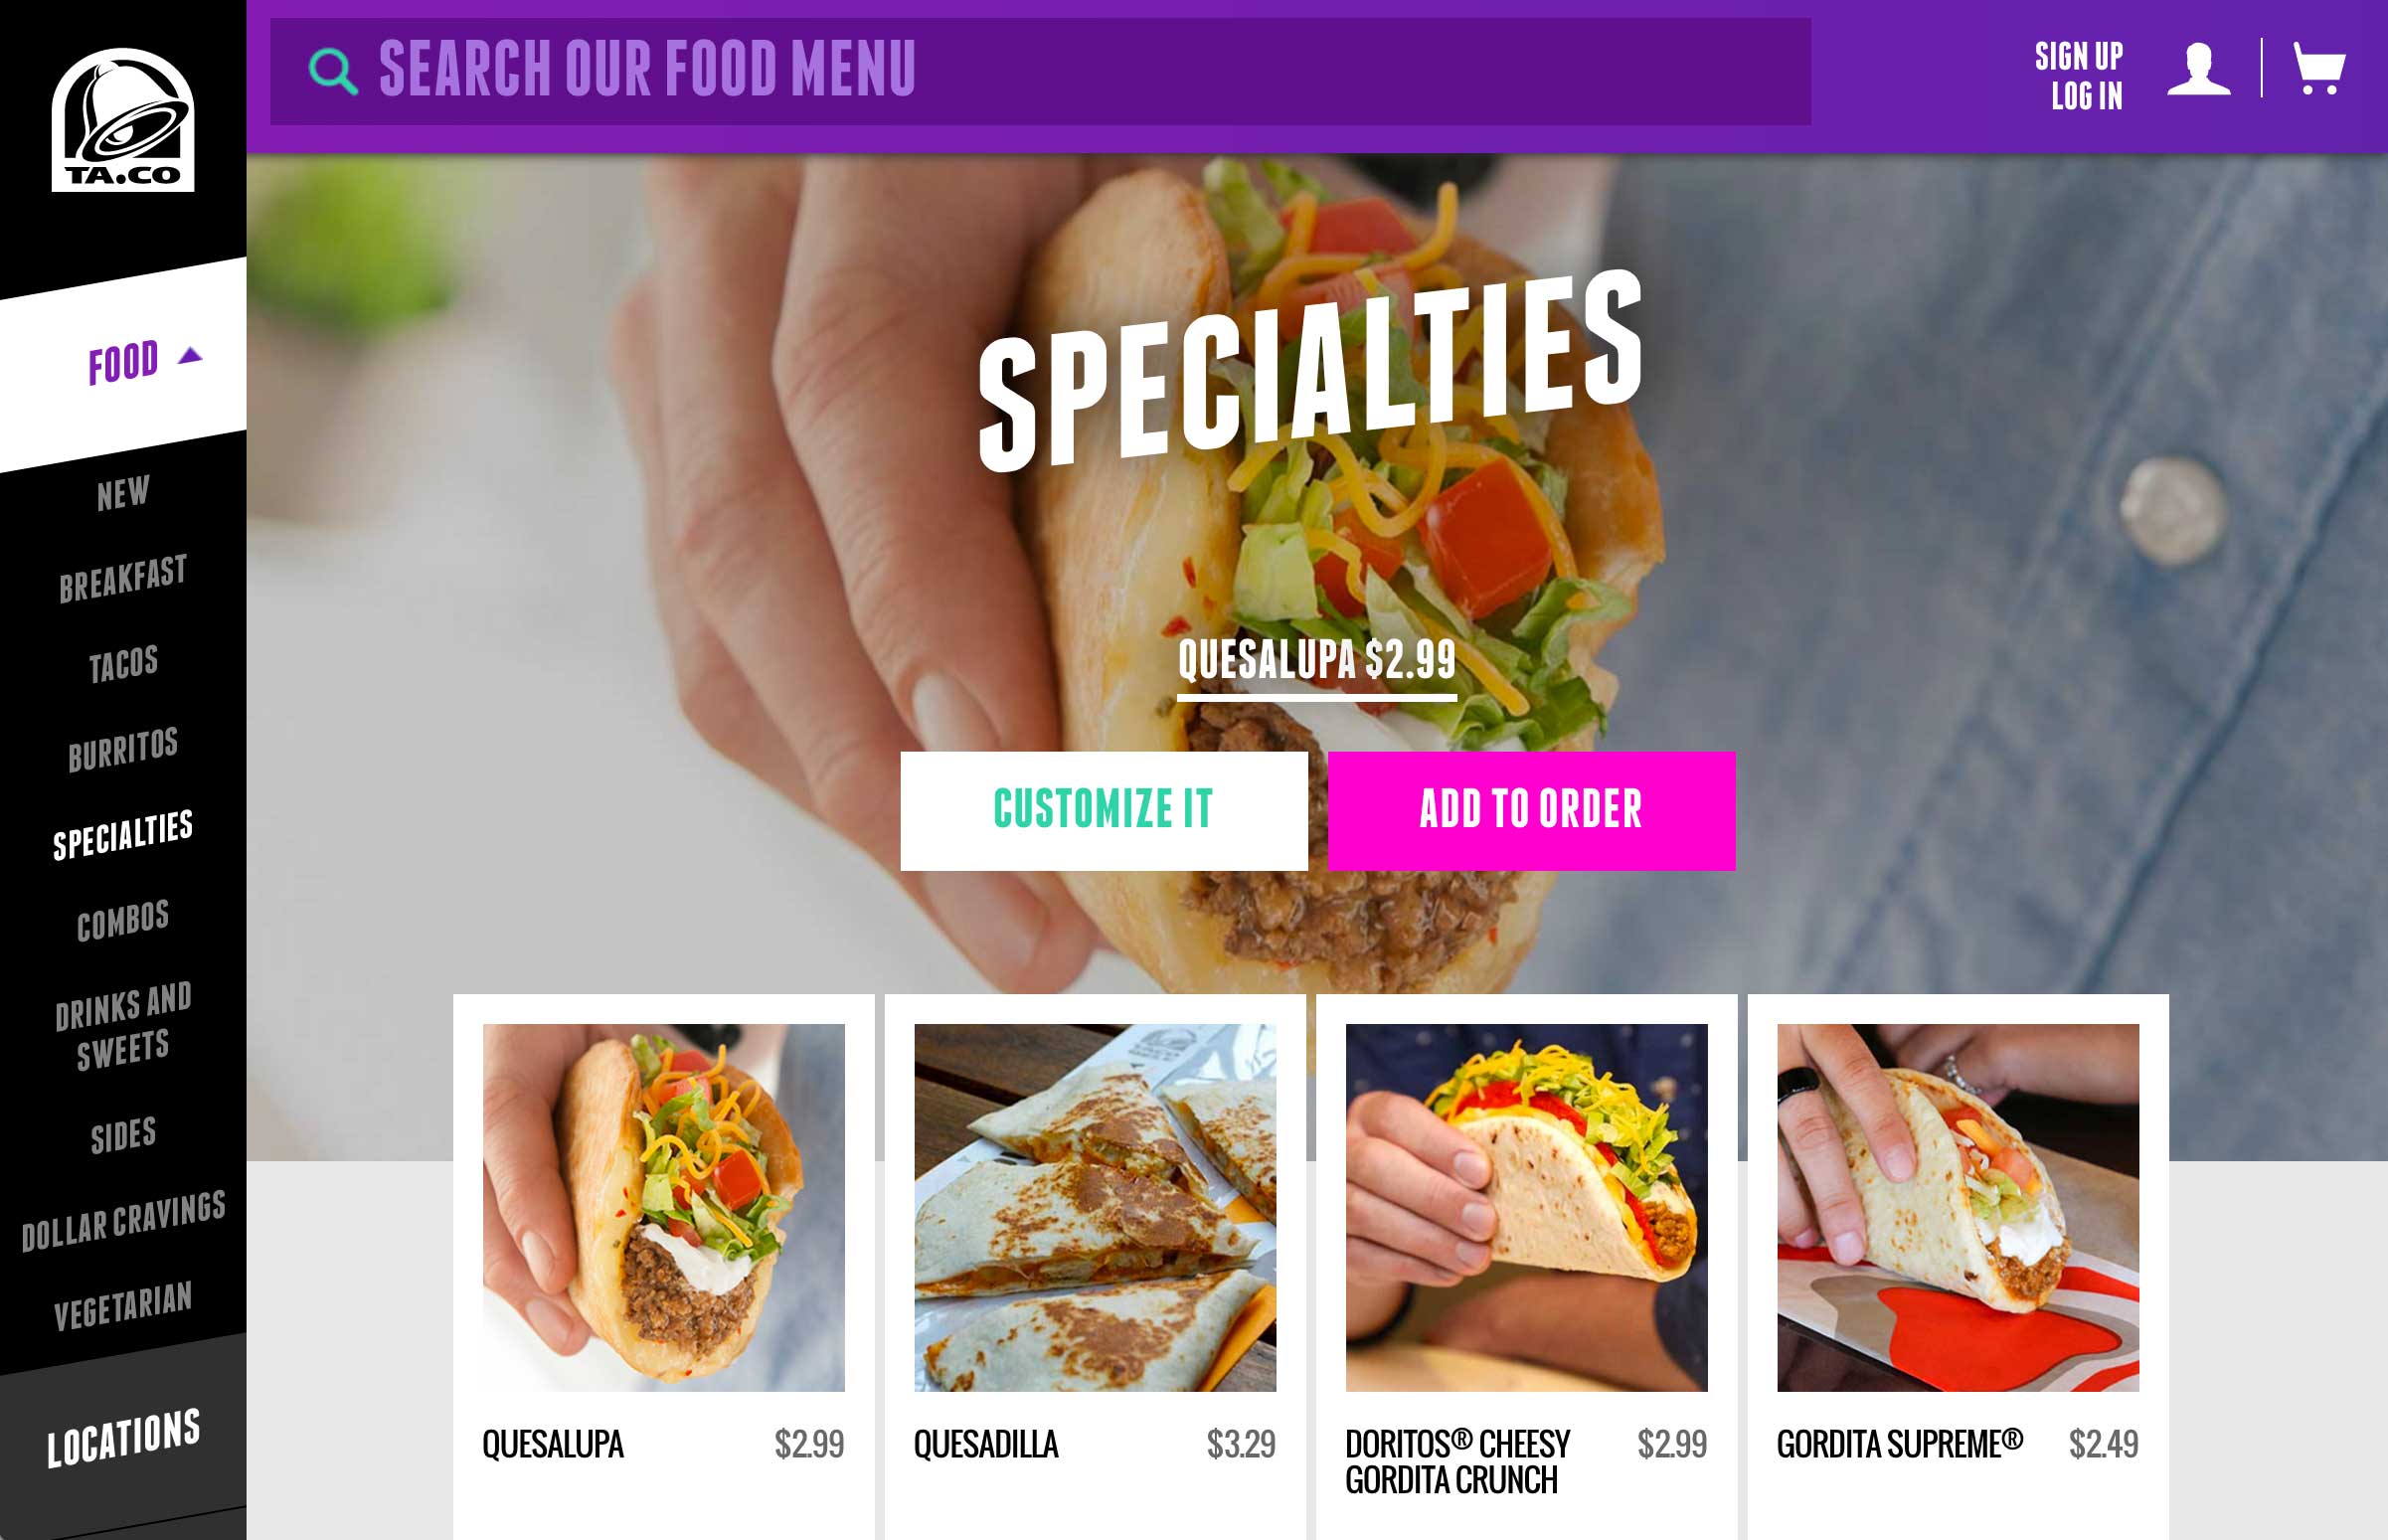 TA.CO
FOOD
NEW
BREAKFAST
TACOS
BURRITOS
SPECIALTIES
COMBOS
DRINKS AND
SWEETS
SIDES
DOLLAR CRAVINGS
VEGETARIAN
LOCATIONS
SEARCH OUR FOOD MENU
SIGN UP
LOG IN
SPECIALTIES
QUESALUPA $2.99
CUSTOMIZE IT
ADD TO ORDER
QUESALUPA $2.99
QUESADILLA $3.29
DORITOS® CHEESY $2.99
GORDITA CRUNCH
GORDITA SUPREME® $2.49